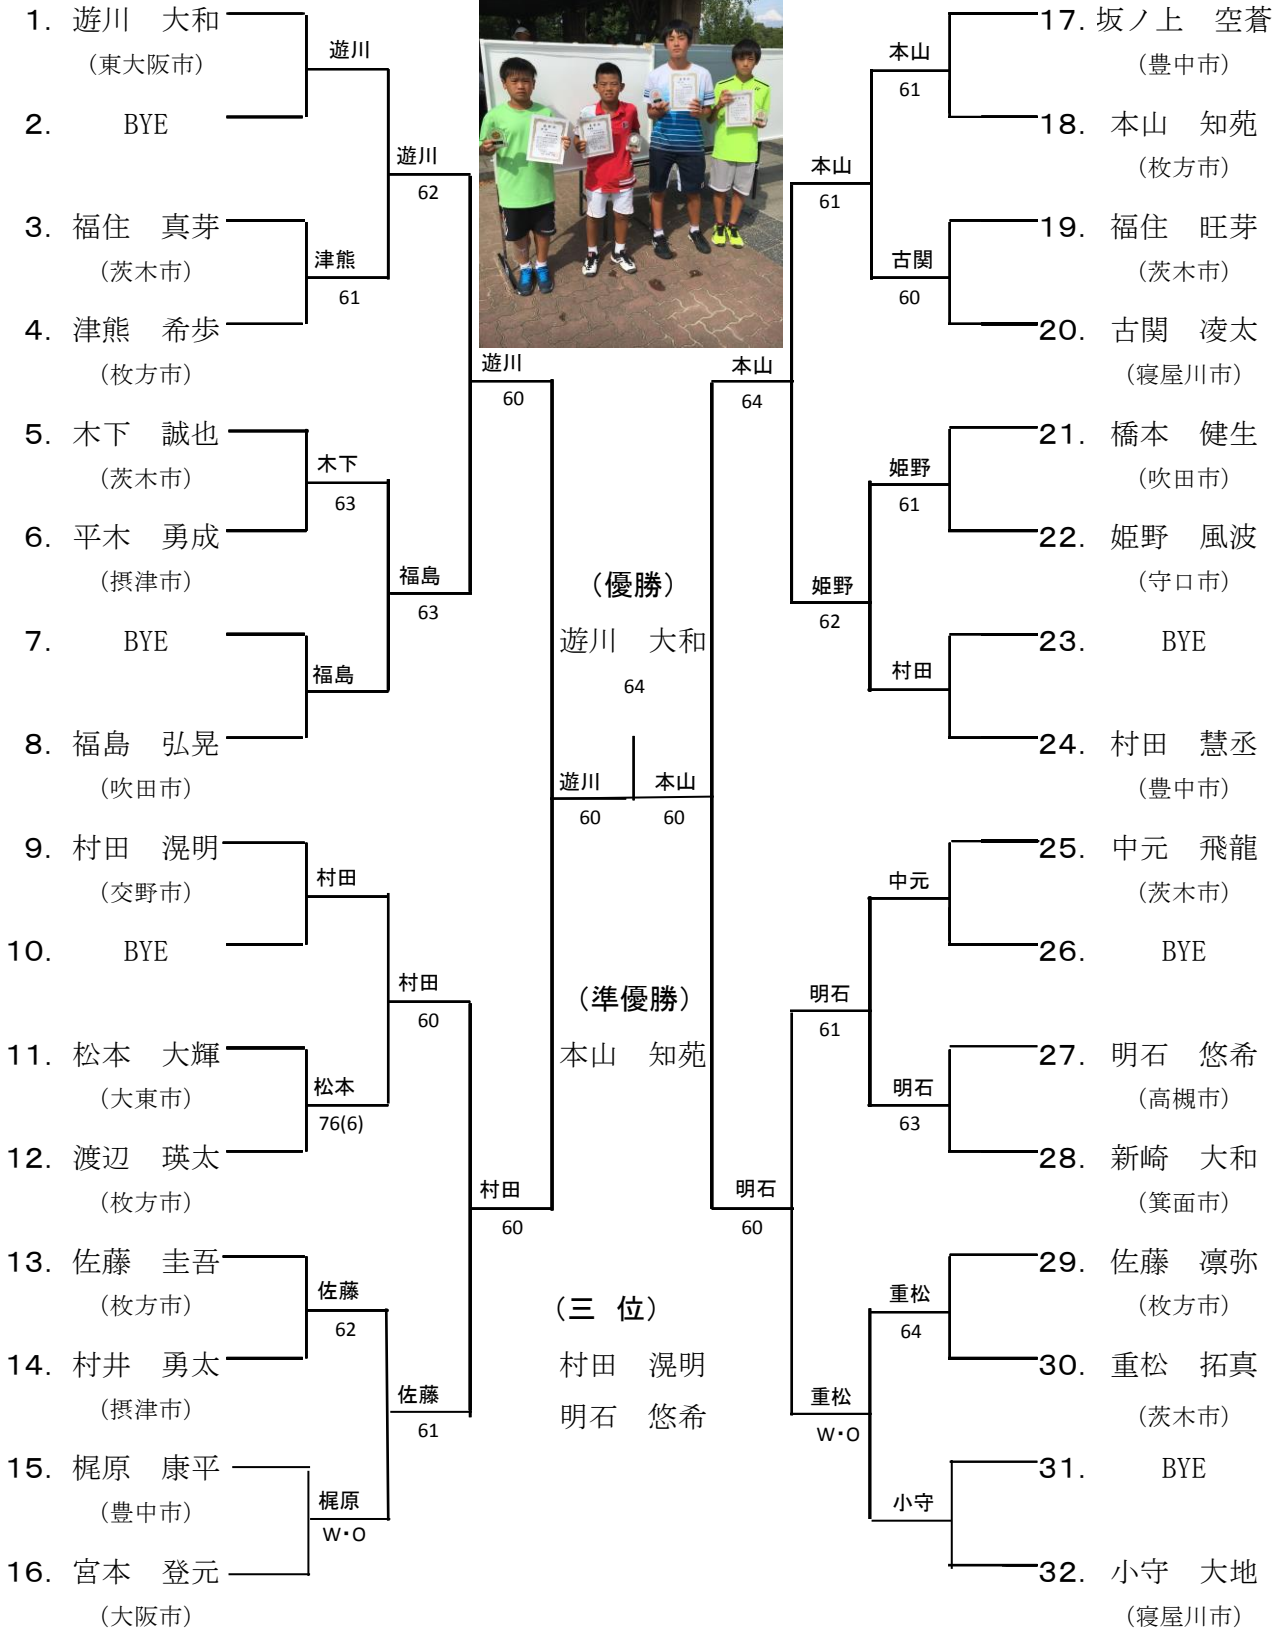 1. 遊川　大和
（東大阪市）
2. BYE
3. 福住　真芽
（茨木市）
4. 津熊　希歩
（枚方市）
5. 木下　誠也
（茨木市）
6. 平木　勇成
（摂津市）
7. BYE
8. 福島　弘晃
（吹田市）
9. 村田　滉明
（交野市）
10. BYE
11. 松本　大輝
（大東市）
12. 渡辺　瑛太
（枚方市）
13. 佐藤　圭吾
（枚方市）
14. 村井　勇太
（摂津市）
15. 梶原　康平
（豊中市）
16. 宮本　登元
（大阪市）
遊川
津熊
61
木下
63
福島
村田
松本
76(6)
佐藤
62
梶原
W・O
遊川
62
福島
63
村田
60
佐藤
61
遊川
60
村田
60
（優勝）
遊川　大和
64
遊川
60
本山
60
（準優勝）
本山　知苑
（三　位）
村田　滉明
明石　悠希
本山
64
明石
60
本山
61
姫野
62
明石
61
重松
W・O
本山
61
古関
60
姫野
61
村田
中元
明石
63
重松
64
小守
17. 坂ノ上　空蒼
（豊中市）
18. 本山　知苑
（枚方市）
19. 福住　旺芽
（茨木市）
20. 古関　凌太
（寝屋川市）
21. 橋本　健生
（吹田市）
22. 姫野　風波
（守口市）
23. BYE
24. 村田　慧丞
（豊中市）
25. 中元　飛龍
（茨木市）
26. BYE
27. 明石　悠希
（高槻市）
28. 新崎　大和
（箕面市）
29. 佐藤　凛弥
（枚方市）
30. 重松　拓真
（茨木市）
31. BYE
32. 小守　大地
（寝屋川市）